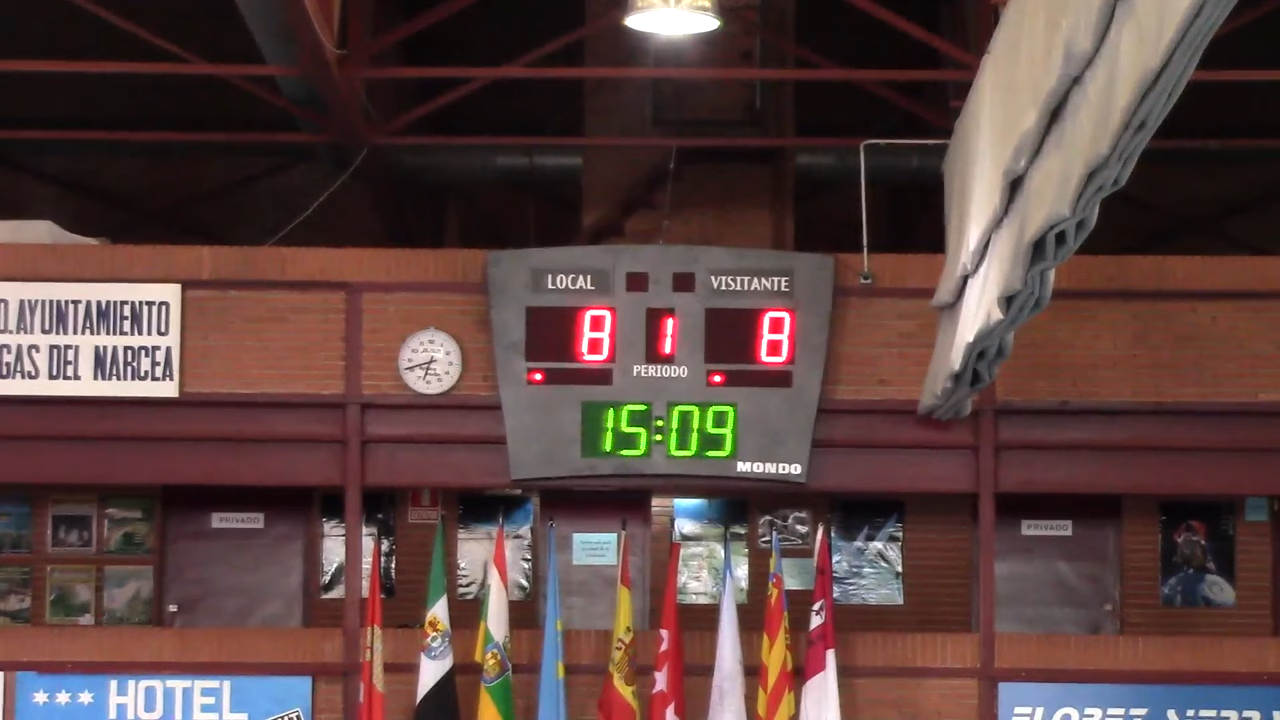 D. AYUNTAMIENTO
GAS DEL NARCEA
LOCAL
VISITANTE
8
1
8
PERIODO
15:09
MONDO
PRIVADO
PRIVADO
*** HOTEL